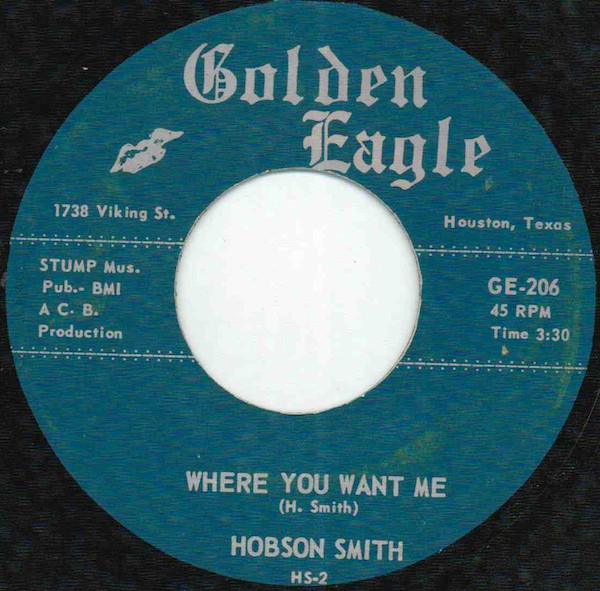 Golden
Eagle
1738 Viking St.
Houston, Texas
STUMP Mus.
Pub.- BMI
A C. B.
Production
GE-206
45 RPM
Time 3:30
WHERE YOU WANT ME
(H. Smith)
HOBSON SMITH
HS-2